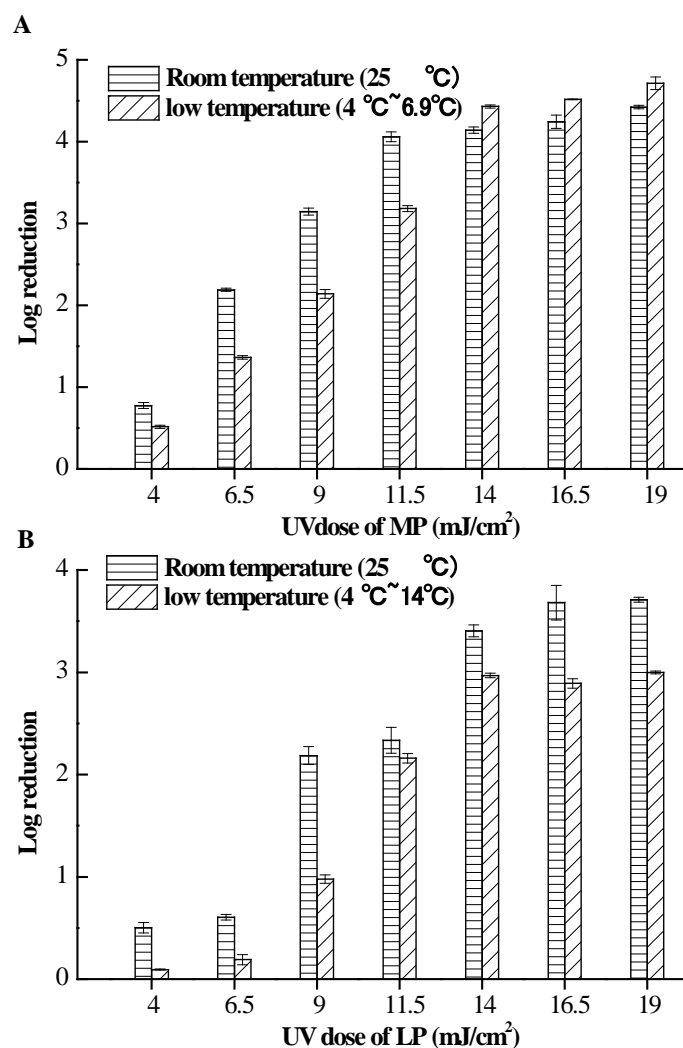 A
5
Room temperature (25 ℃)
low temperature (4 ℃~6.9℃)
4
3
2
1
0
Log reduction
4 6.5 9 11.5 14 16.5 19
UVdose of MP (mJ/cm²)
B
4
Room temperature (25 ℃)
low temperature (4 ℃~14℃)
3
2
1
0
Log reduction
4 6.5 9 11.5 14 16.5 19
UV dose of LP (mJ/cm²)